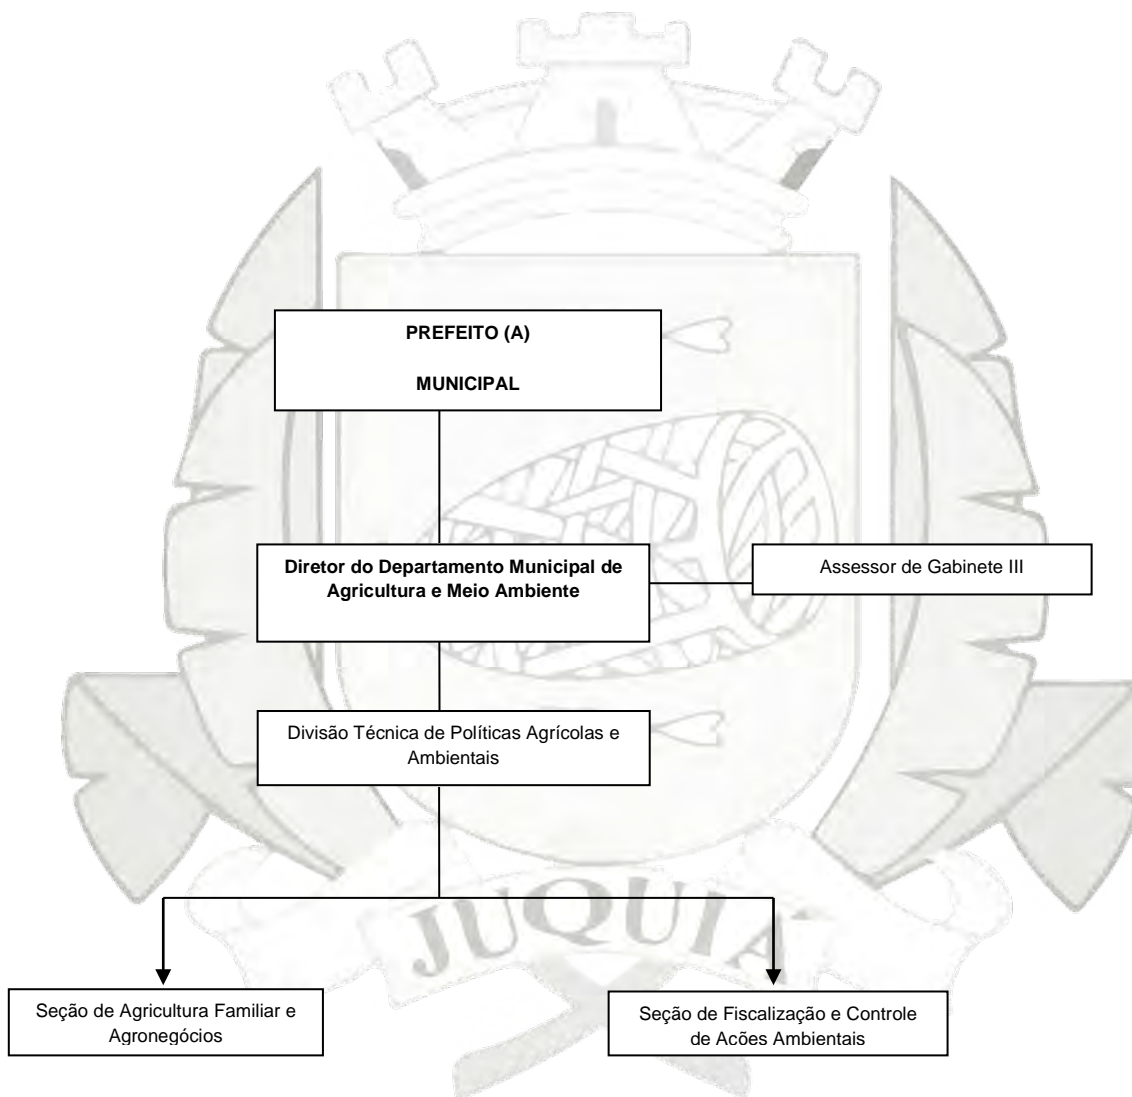 PREFEITO (A)
MUNICIPAL
Diretor do Departamento Municipal de
Agricultura e Meio Ambiente
Assessor de Gabinete III
Divisão Técnica de Políticas Agrícolas e
Ambientais
JUQUIÁ
Seção de Agricultura Familiar e
Agronegócios
Seção de Fiscalização e Controle
de Acões Ambientais